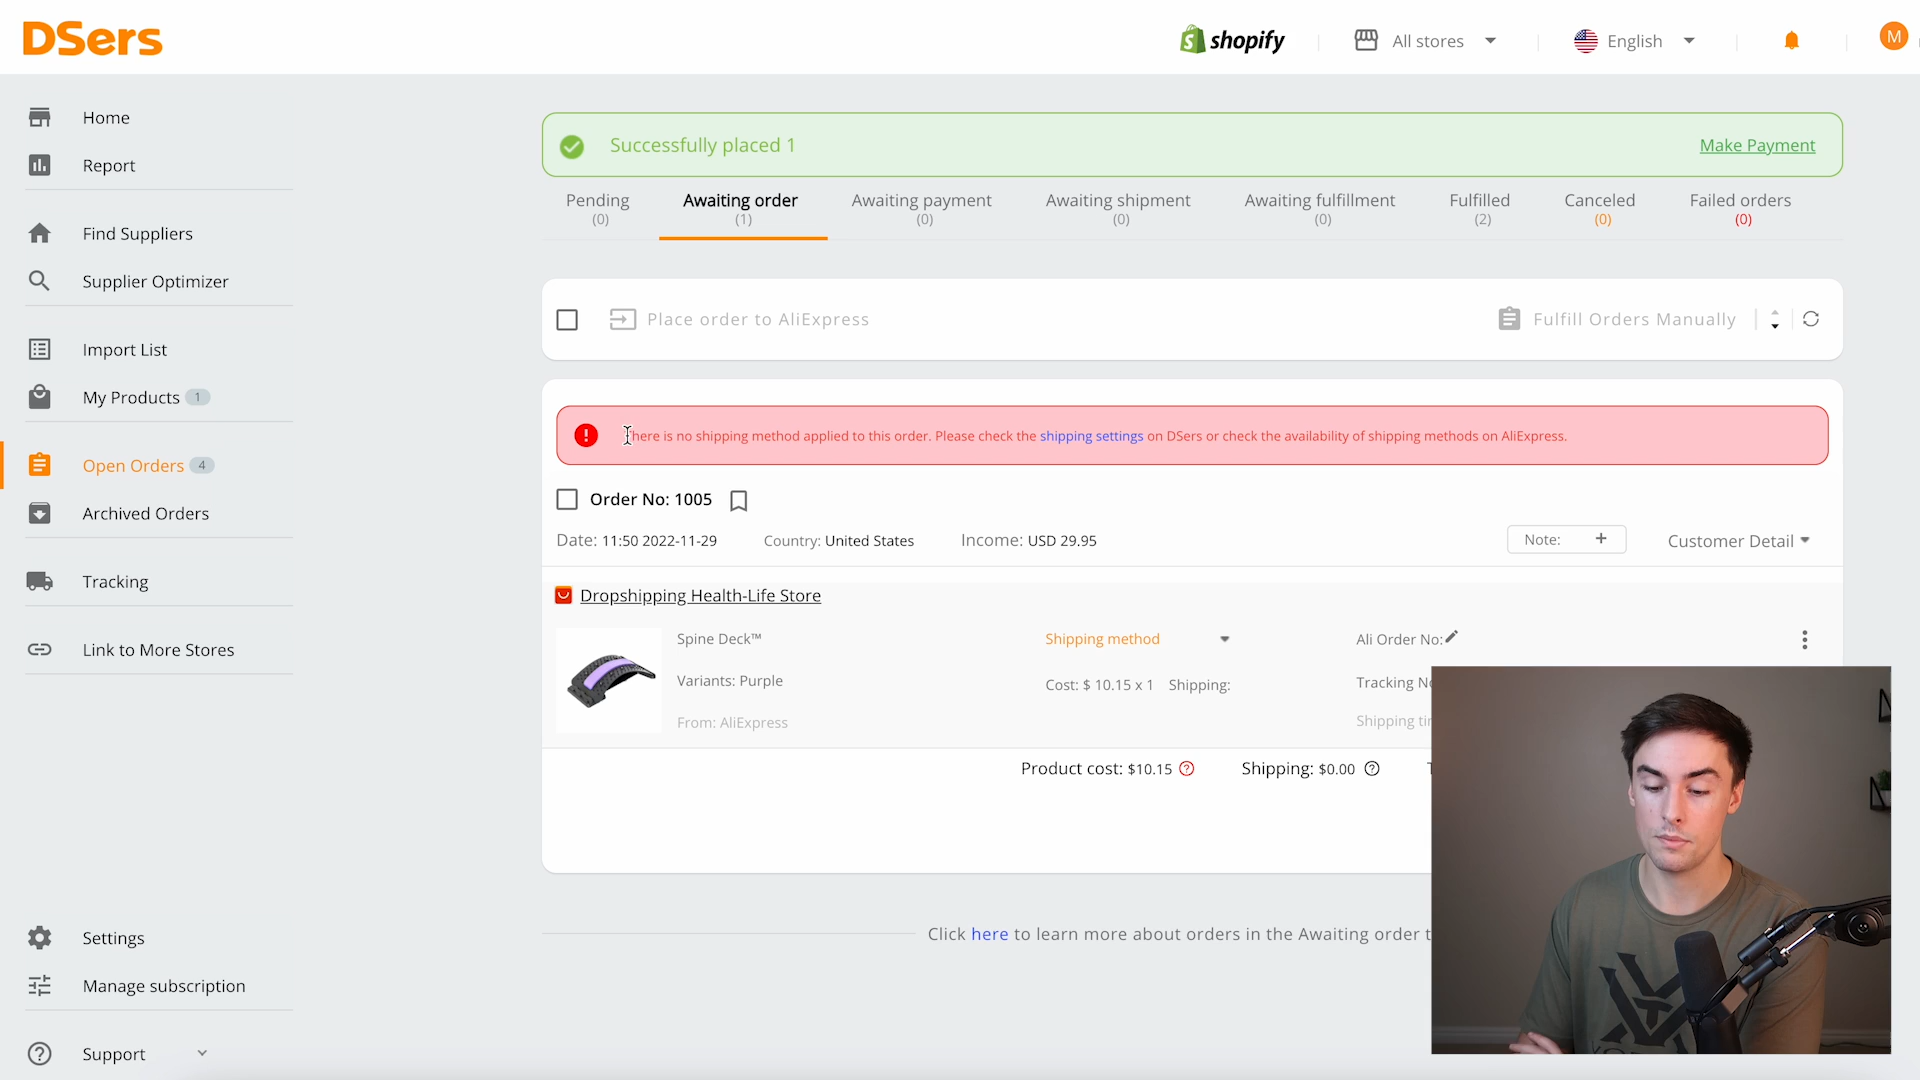 DSers
shopify
All stores
English
M
Home
Report
Find Suppliers
Supplier Optimizer
Import List
My Products 1
Open Orders 4
Archived Orders
Tracking
Link to More Stores
Settings
Manage subscription
Support
Successfully placed 1
Make Payment
Pending
(0)
Awaiting order
(1)
Awaiting payment
(0)
Awaiting shipment
(0)
Awaiting fulfillment
(0)
Fulfilled
(2)
Canceled
(0)
Failed orders
(0)
Place order to AliExpress
Fulfill Orders Manually
There is no shipping method applied to this order. Please check the shipping settings on DSers or check the availability of shipping methods on AliExpress.
Order No: 1005
Date: 11:50 2022-11-29
Country: United States
Income: USD 29.95
Note: +
Customer Detail
Dropshipping Health-Life Store
Spine Deck™
Variants: Purple
From: AliExpress
Shipping method
Cost: $ 10.15 x 1 Shipping:
Ali Order No:
Tracking
Shipping
Product cost: $10.15
Shipping: $0.00
Click here to learn more about orders in the Awaiting order